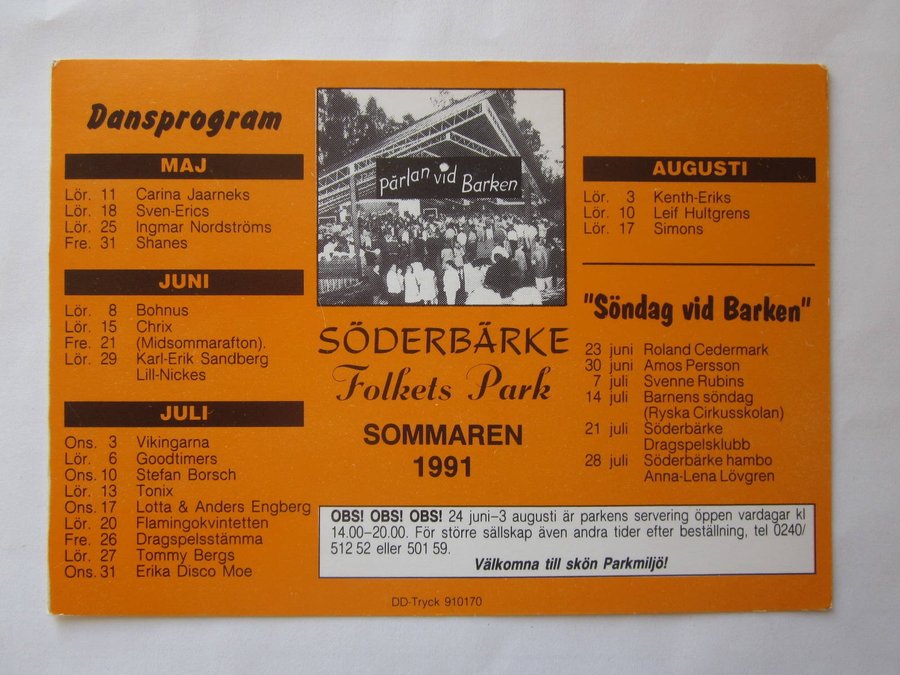 Dansprogram
MAJ
Lör. 11 Carina Jaarneks
Lör. 18 Sven-Erics
Lör. 25 Ingmar Nordströms
Fre. 31 Shanes
JUNI
Lör. 8 Bohnus
Lör. 15 Chrix
Fre. 21 (Midsommarafton).
Lör. 29 Karl-Erik Sandberg
Lill-Nickes
JULI
Ons. 3 Vikingarna
Lör. 6 Goodtimers
Ons. 10 Stefan Borsch
Lör. 13 Tonix
Ons. 17 Lotta & Anders Engberg
Lör. 20 Flamingokvintetten
Fre. 26 Dragspelsstämma
Lör. 27 Tommy Bergs
Ons. 31 Erika Disco Moe
pärlan vid Barken
SÖDERBÄRKE
Folkets Park
SOMMAREN
1991
AUGUSTI
Lör. 3 Kenth-Eriks
Lör. 10 Leif Hultgrens
Lör. 17 Simons
"Söndag vid Barken"
23 juni Roland Cedermark
30 juni Amos Persson
7 juli Svenne Rubins
14 juli Barnens söndag
(Ryska Cirkusskolan)
21 juli Söderbärke
Dragspelsklubb
28 juli Söderbärke hambo
Anna-Lena Lövgren
OBS! OBS! OBS! 24 juni–3 augusti är parkens servering öppen vardagar kl
14.00–20.00. För större sällskap även andra tider efter beställning, tel 0240/
512 52 eller 501 59.
Välkomna till skön Parkmiljö!
DD-Tryck 910170